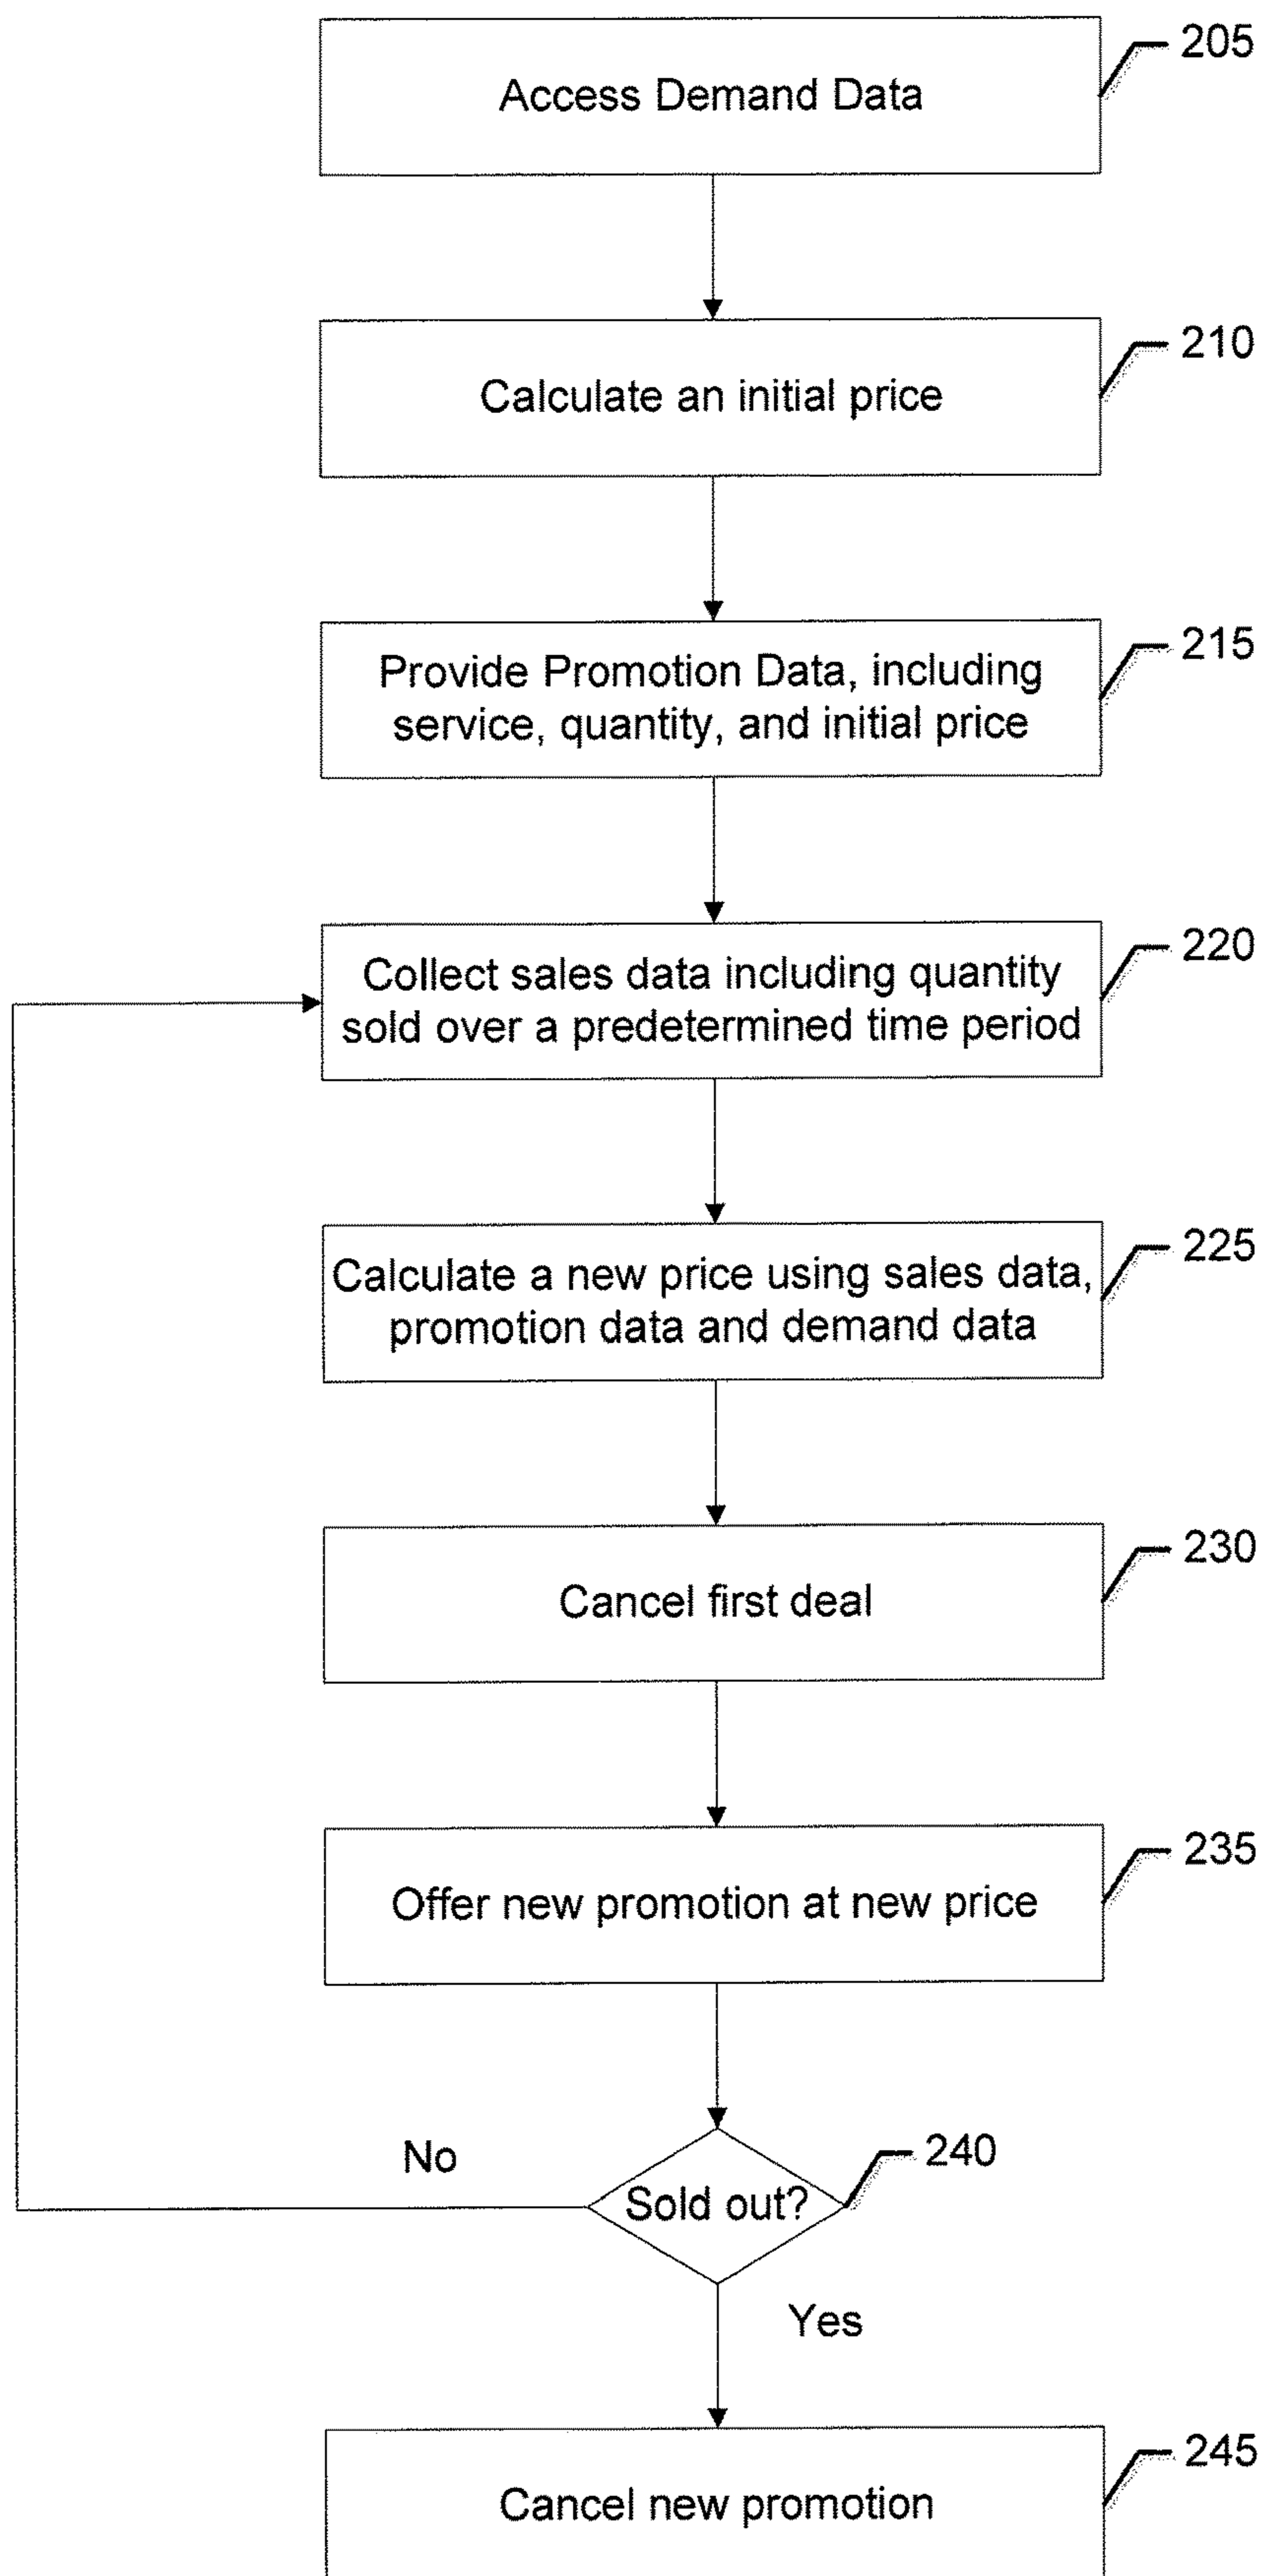 205
Access Demand Data
210
Calculate an initial price
215
Provide Promotion Data, including
service, quantity, and initial price
220
Collect sales data including quantity
sold over a predetermined time period
225
Calculate a new price using sales data,
promotion data and demand data
230
Cancel first deal
235
Offer new promotion at new price
240
No
Sold out?
Yes
245
Cancel new promotion